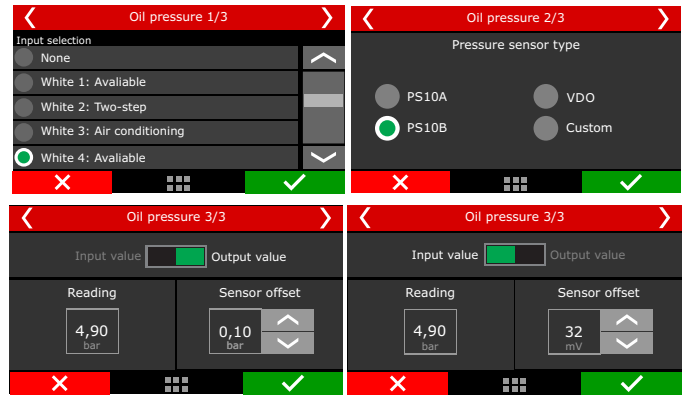 Oil pressure 1/3
Input selection
None
White 1: Avaliable
White 2: Two-step
White 3: Air conditioning
White 4: Avaliable
Oil pressure 2/3
Pressure sensor type
PS10A
VDO
PS10B
Custom
Oil pressure 3/3
Input value
Output value
Reading
Sensor offset
4,90
bar
0,10
bar
Oil pressure 3/3
Input value
Output value
Reading
Sensor offset
4,90
bar
32
mV